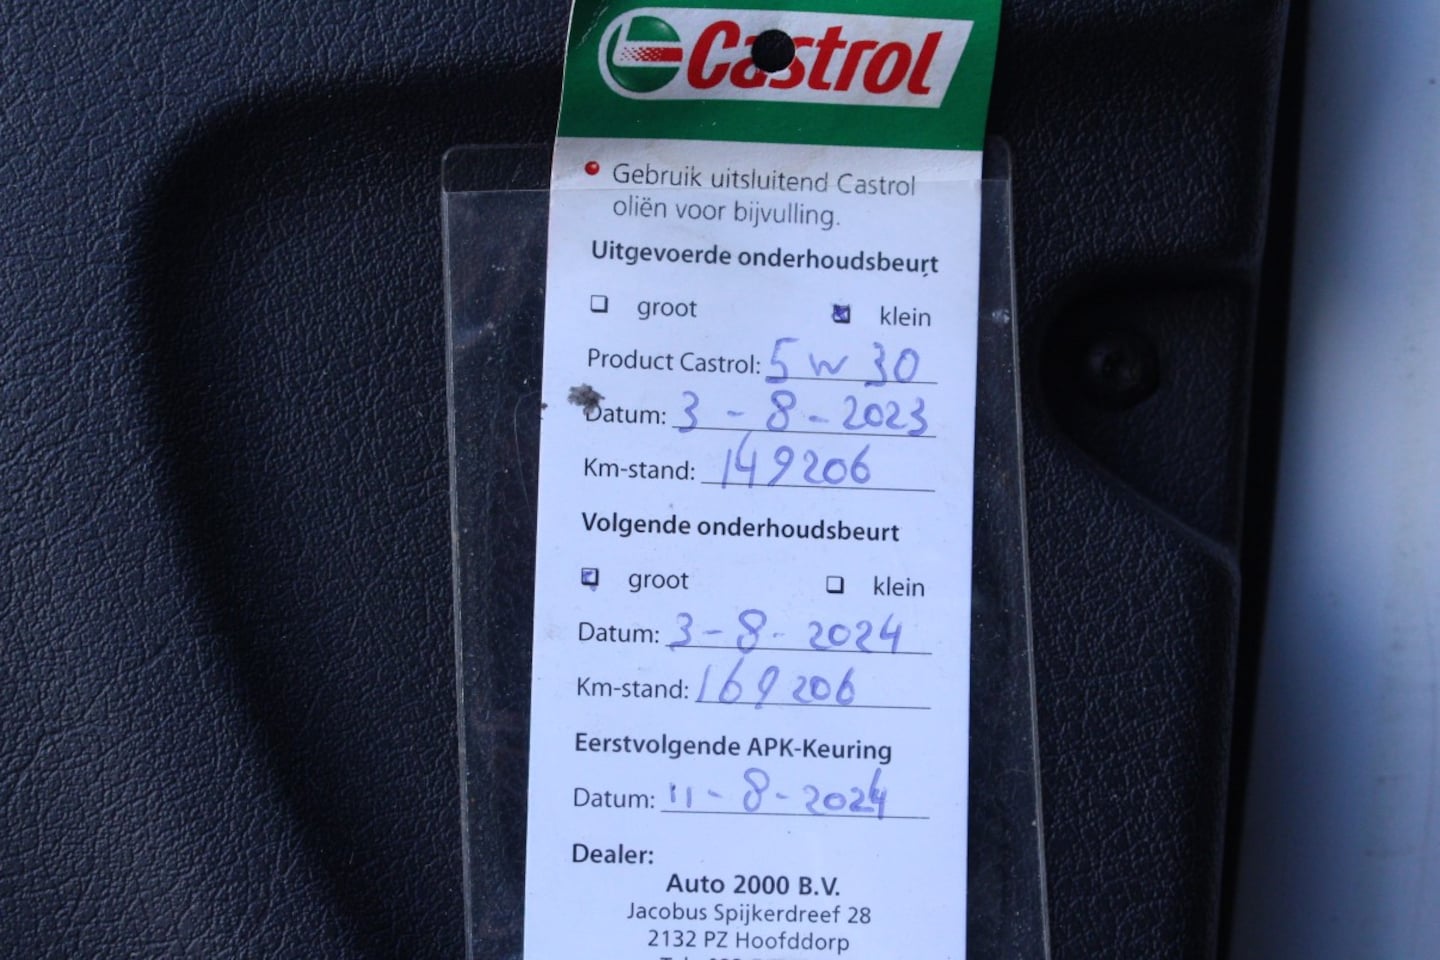 Castrol
Gebruik uitsluitend Castrol
oliën voor bijvulling.
Uitgevoerde onderhoudsbeurt
groot klein
Product Castrol: 5 W 30
Datum: 3 - 8 - 2023
Km-stand: 149206
Volgende onderhoudsbeurt
groot klein
Datum: 3 - 8 - 2024
Km-stand: 169206
Eerstvolgende APK-Keuring
Datum: 11 - 8 - 2024
Dealer:
Auto 2000 B.V.
Jacobus Spijkerdreef 28
2132 PZ Hoofddorp